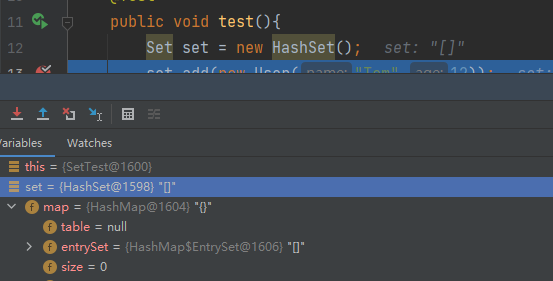 11 public void test(){
12 Set set = new HashSet(); set: "[]"
13 set.add(new User( name: "Tom", age: 12)); set:
Variables Watches
this = {SetTest@1600}
set = {HashSet@1598} "[]"
map = {HashMap@1604} "{}"
table = null
entrySet = {HashMap$EntrySet@1606} "[]"
size = 0